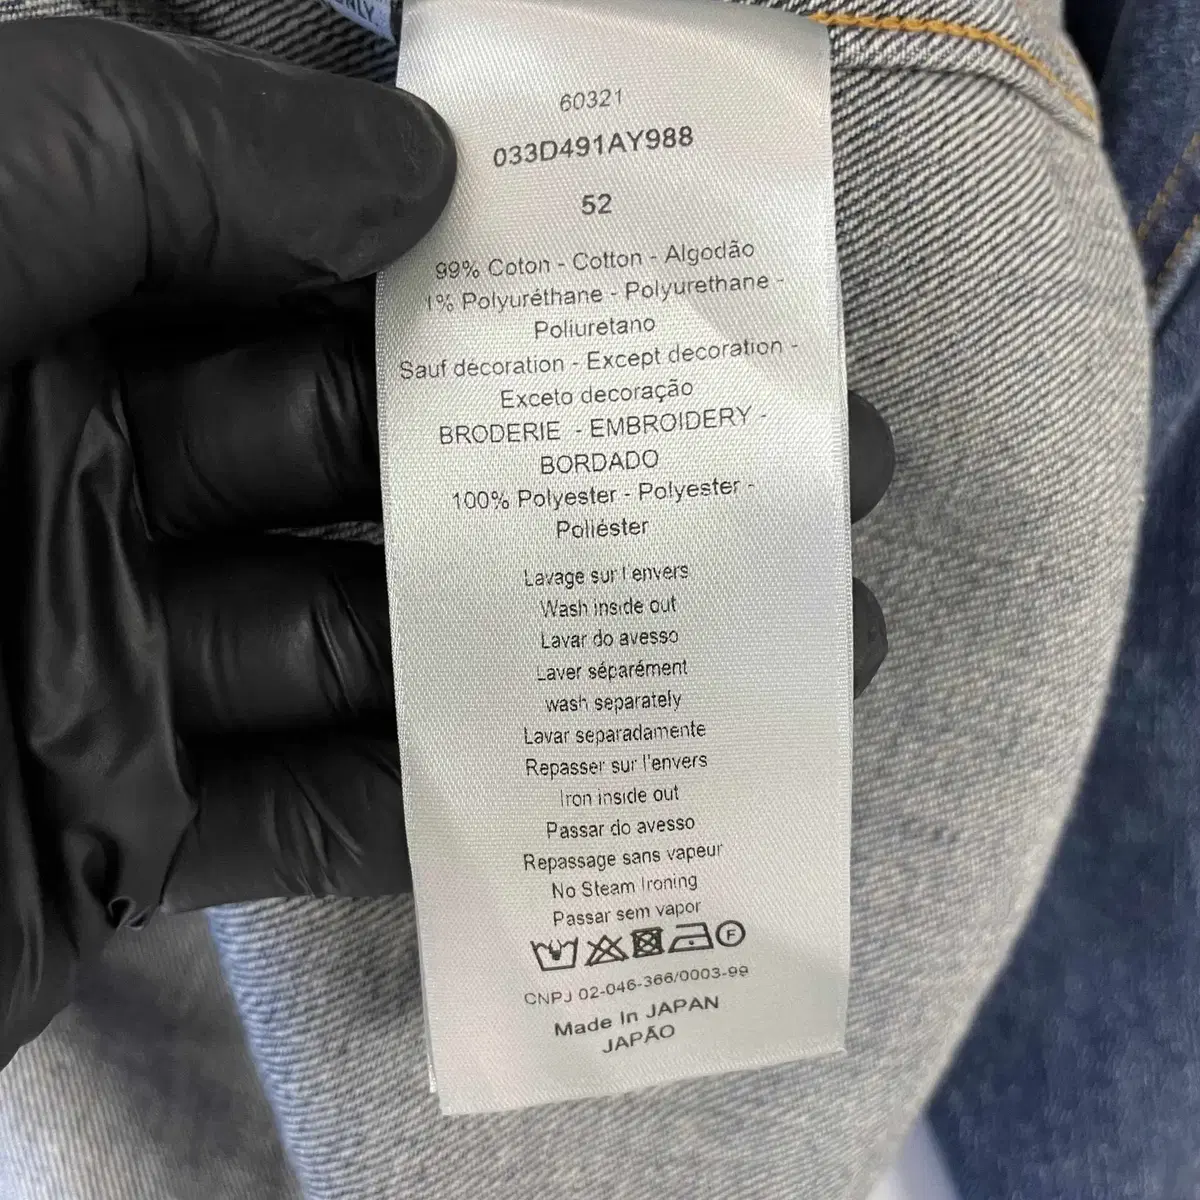 60321
033D491AY988
52
99% Coton - Cotton - Algodão
1% Polyuréthane - Polyurethane -
Poliuretano
Sauf décoration - Except decoration -
Exceto decoração
BRODERIE - EMBROIDERY -
BORDADO
100% Polyester - Polyester -
Poliéster
Lavage sur l envers
Wash inside out
Lavar do avesso
Laver séparément
wash separately
Lavar separadamente
Repasser sur l'envers
Iron inside out
Passar do avesso
Repassage sans vapeur
No Steam Ironing
Passar sem vapor
F
CNPJ 02-046-366/0003-99
Made In JAPAN
JAPÃO